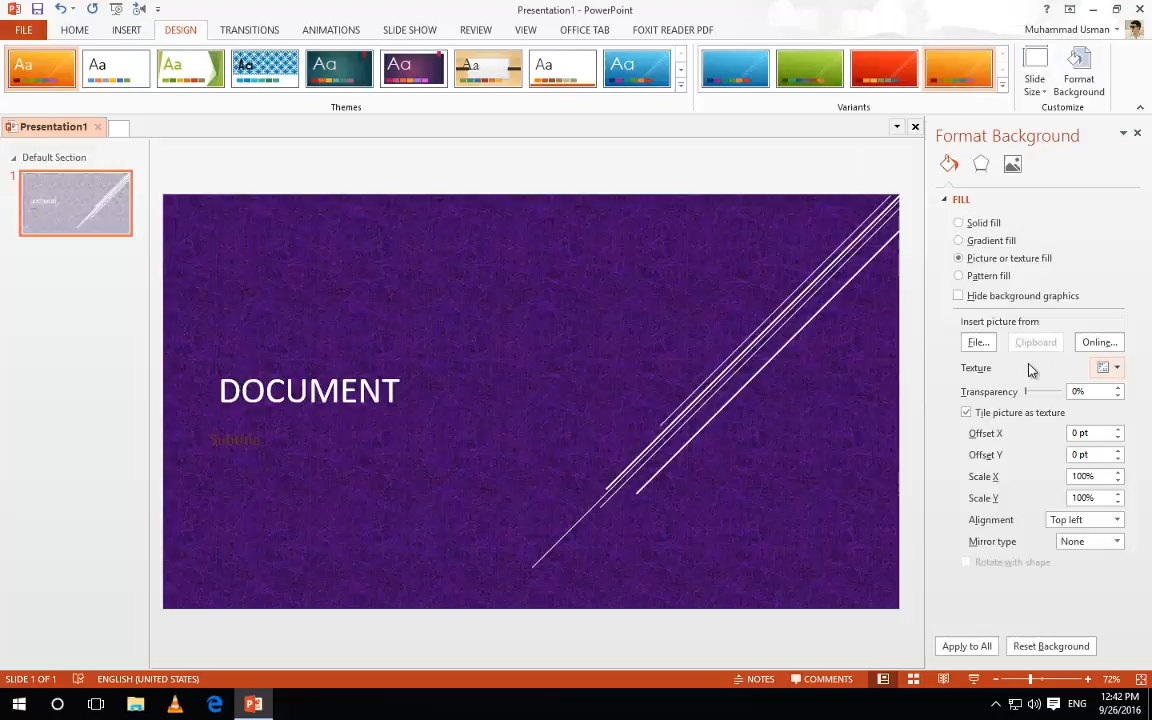 Presentation1 - PowerPoint
?
FILE HOME INSERT DESIGN TRANSITIONS ANIMATIONS SLIDE SHOW REVIEW VIEW OFFICE TAB FOXIT READER PDF Muhammad Usman
Aa Aa Aa Aa Aa Aa Aa Aa Aa
Slide Size
Format Background
Themes Variants Customize
Presentation1
Default Section
1
DOCUMENT
Subtitle
Format Background
FILL
Solid fill
Gradient fill
Picture or texture fill
Pattern fill
Hide background graphics
Insert picture from
File... Clipboard Online...
Texture
Transparency 0%
Tile picture as texture
Offset X 0 pt
Offset Y 0 pt
Scale X 100%
Scale Y 100%
Alignment Top left
Mirror type None
Rotate with shape
Apply to All Reset Background
SLIDE 1 OF 1 ENGLISH (UNITED STATES) NOTES COMMENTS 72%
ENG
12:42 PM
9/26/2016